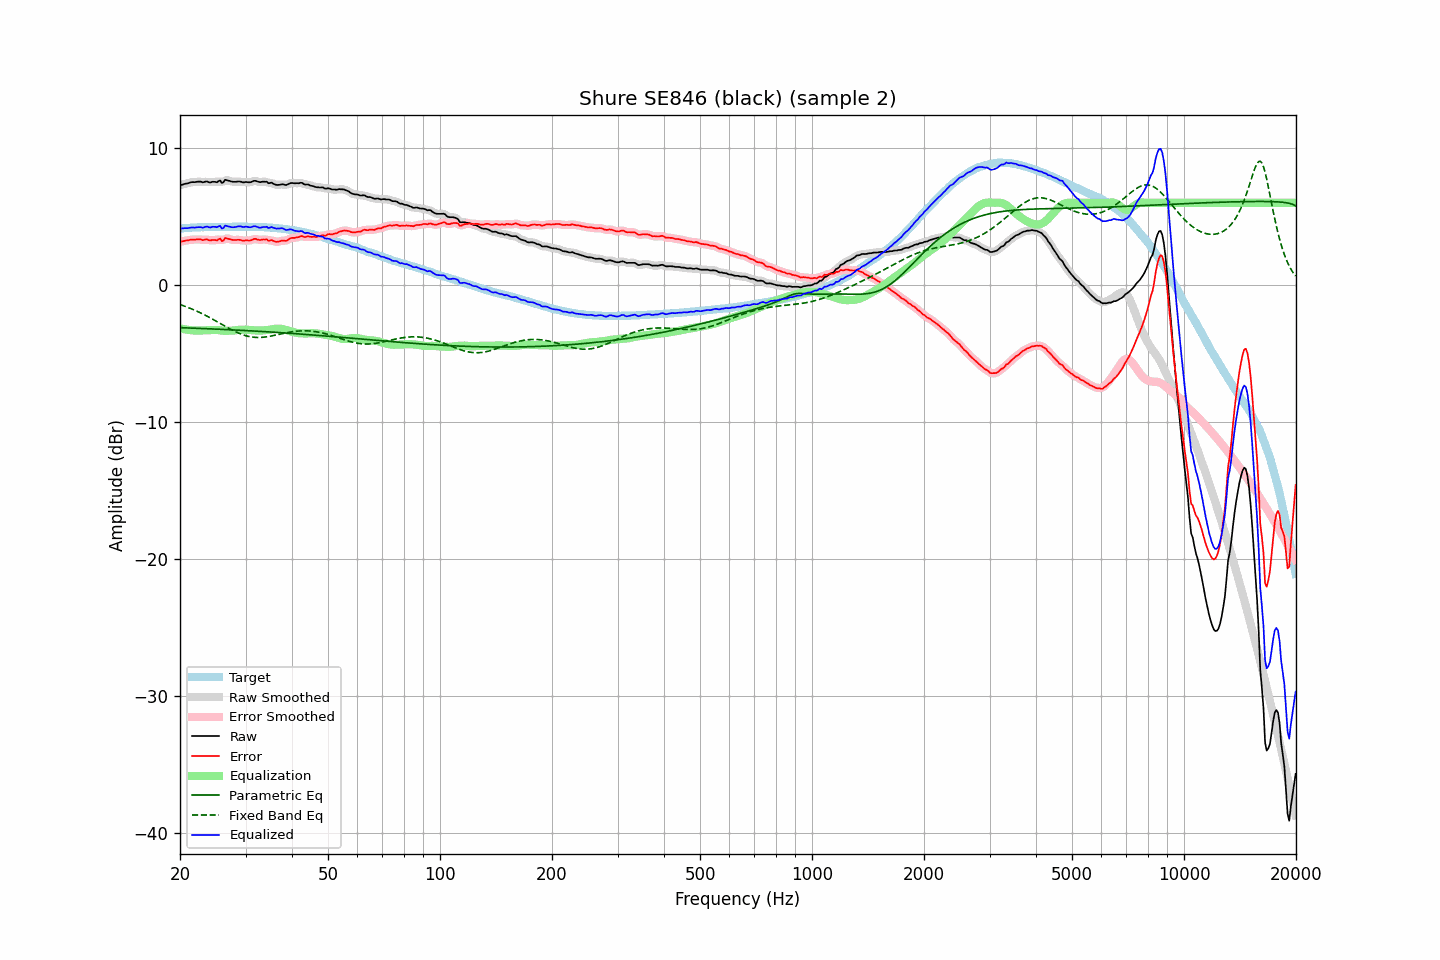 Shure SE846 (black) (sample 2)
10
0
−10
−20
−30
−40
Amplitude (dBr)
Target
Raw Smoothed
Error Smoothed
Raw
Error
Equalization
Parametric Eq
Fixed Band Eq
Equalized
20 50 100 200 500 1000 2000 5000 10000 20000
Frequency (Hz)